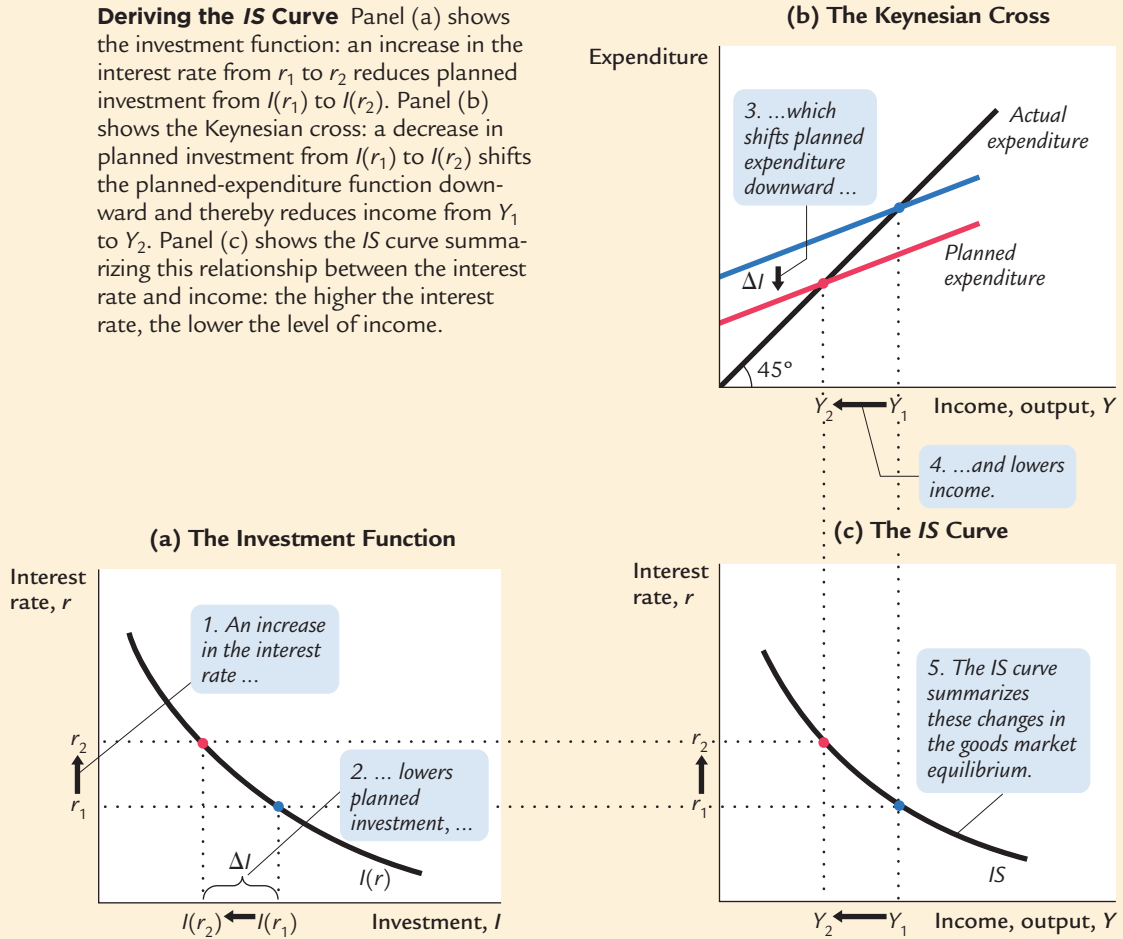 Deriving the IS Curve Panel (a) shows
the investment function: an increase in the
interest rate from r₁ to r₂ reduces planned
investment from I(r₁) to I(r₂). Panel (b)
shows the Keynesian cross: a decrease in
planned investment from I(r₁) to I(r₂) shifts
the planned-expenditure function down-
ward and thereby reduces income from Y₁
to Y₂. Panel (c) shows the IS curve summa-
rizing this relationship between the interest
rate and income: the higher the interest
rate, the lower the level of income.
(b) The Keynesian Cross
Expenditure
3. ...which
shifts planned
expenditure
downward ...
Actual
expenditure
Planned
expenditure
ΔI
45º
Y₂
Y₁
Income, output, Y
4. ...and lowers
income.
(a) The Investment Function
Interest
rate, r
1. An increase
in the interest
rate ...
r₂
r₁
2. ... lowers
planned
investment, ...
ΔI
I(r)
I(r₂)
I(r₁)
Investment, I
(c) The IS Curve
Interest
rate, r
5. The IS curve
summarizes
these changes in
the goods market
equilibrium.
r₂
r₁
IS
Y₂
Y₁
Income, output, Y